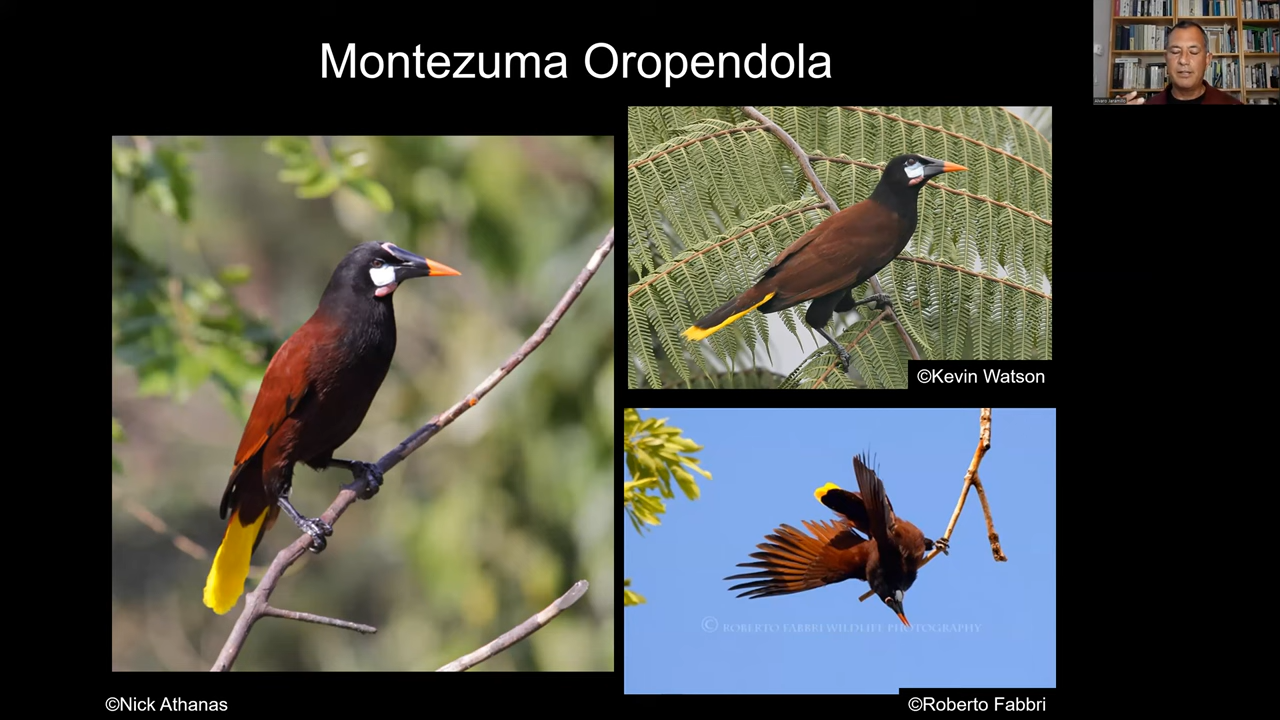 Montezuma Oropendola
©Kevin Watson
© ROBERTO FABBRI WILDLIFE PHOTOGRAPHY
©Nick Athanas
©Roberto Fabbri